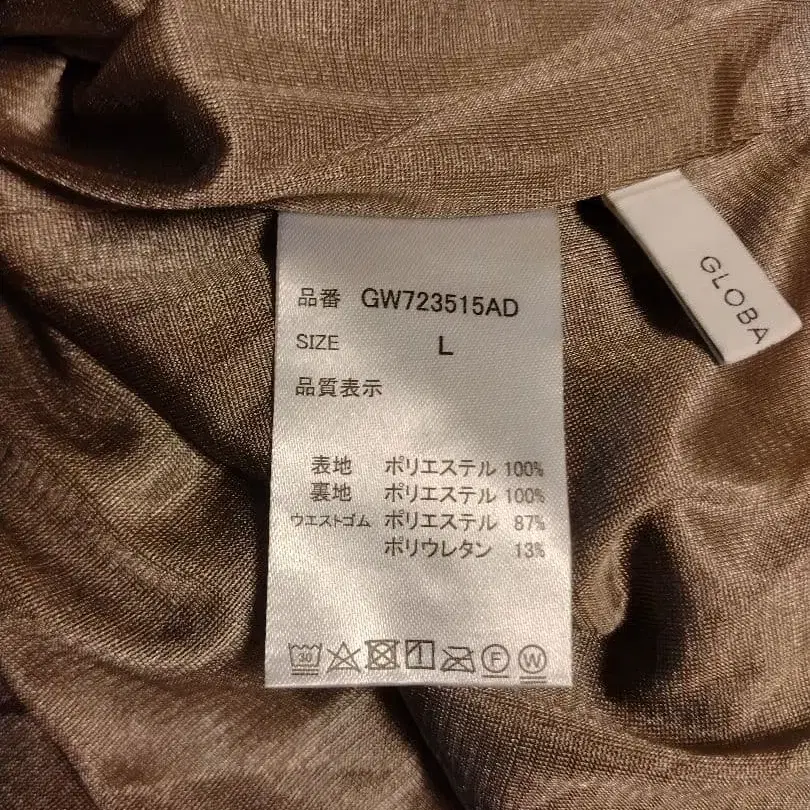 品番 GW723515AD
SIZE L
品質表示
表地 ポリエステル 100%
裏地 ポリエステル 100%
ウエストゴム ポリエステル 87%
ポリウレタン 13%
30
F
W
GLOBA